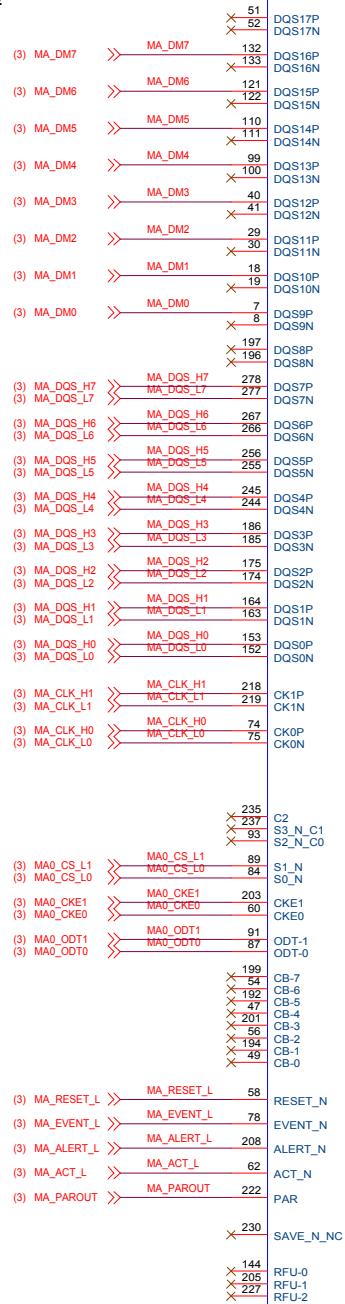 51 DQS17P
52 DQS17N
(3) MA_DM7 MA_DM7 132 DQS16P
133 DQS16N
(3) MA_DM6 MA_DM6 121 DQS15P
122 DQS15N
(3) MA_DM5 MA_DM5 110 DQS14P
111 DQS14N
(3) MA_DM4 MA_DM4 99 DQS13P
100 DQS13N
(3) MA_DM3 MA_DM3 40 DQS12P
41 DQS12N
(3) MA_DM2 MA_DM2 29 DQS11P
30 DQS11N
(3) MA_DM1 MA_DM1 18 DQS10P
19 DQS10N
(3) MA_DM0 MA_DM0 7 DQS9P
8 DQS9N
197 DQS8P
196 DQS8N
(3) MA_DQS_H7 MA_DQS_H7 278 DQS7P
(3) MA_DQS_L7 MA_DQS_L7 277 DQS7N
(3) MA_DQS_H6 MA_DQS_H6 267 DQS6P
(3) MA_DQS_L6 MA_DQS_L6 266 DQS6N
(3) MA_DQS_H5 MA_DQS_H5 256 DQS5P
(3) MA_DQS_L5 MA_DQS_L5 255 DQS5N
(3) MA_DQS_H4 MA_DQS_H4 245 DQS4P
(3) MA_DQS_L4 MA_DQS_L4 244 DQS4N
(3) MA_DQS_H3 MA_DQS_H3 186 DQS3P
(3) MA_DQS_L3 MA_DQS_L3 185 DQS3N
(3) MA_DQS_H2 MA_DQS_H2 175 DQS2P
(3) MA_DQS_L2 MA_DQS_L2 174 DQS2N
(3) MA_DQS_H1 MA_DQS_H1 164 DQS1P
(3) MA_DQS_L1 MA_DQS_L1 163 DQS1N
(3) MA_DQS_H0 MA_DQS_H0 153 DQS0P
(3) MA_DQS_L0 MA_DQS_L0 152 DQS0N
(3) MA_CLK_H1 MA_CLK_H1 218 CK1P
(3) MA_CLK_L1 MA_CLK_L1 219 CK1N
(3) MA_CLK_H0 MA_CLK_H0 74 CK0P
(3) MA_CLK_L0 MA_CLK_L0 75 CK0N
235 C2
237 S3_N_C1
93 S2_N_C0
(3) MA0_CS_L1 MA0_CS_L1 89 S1_N
(3) MA0_CS_L0 MA0_CS_L0 84 S0_N
(3) MA0_CKE1 MA0_CKE1 203 CKE1
(3) MA0_CKE0 MA0_CKE0 60 CKE0
(3) MA0_ODT1 MA0_ODT1 91 ODT-1
(3) MA0_ODT0 MA0_ODT0 87 ODT-0
199 CB-7
54 CB-6
192 CB-5
47 CB-4
201 CB-3
56 CB-2
194 CB-1
49 CB-0
(3) MA_RESET_L MA_RESET_L 58 RESET_N
(3) MA_EVENT_L MA_EVENT_L 78 EVENT_N
(3) MA_ALERT_L MA_ALERT_L 208 ALERT_N
(3) MA_ACT_L MA_ACT_L 62 ACT_N
(3) MA_PAROUT MA_PAROUT 222 PAR
230 SAVE_N_NC
144 RFU-0
205 RFU-1
227 RFU-2